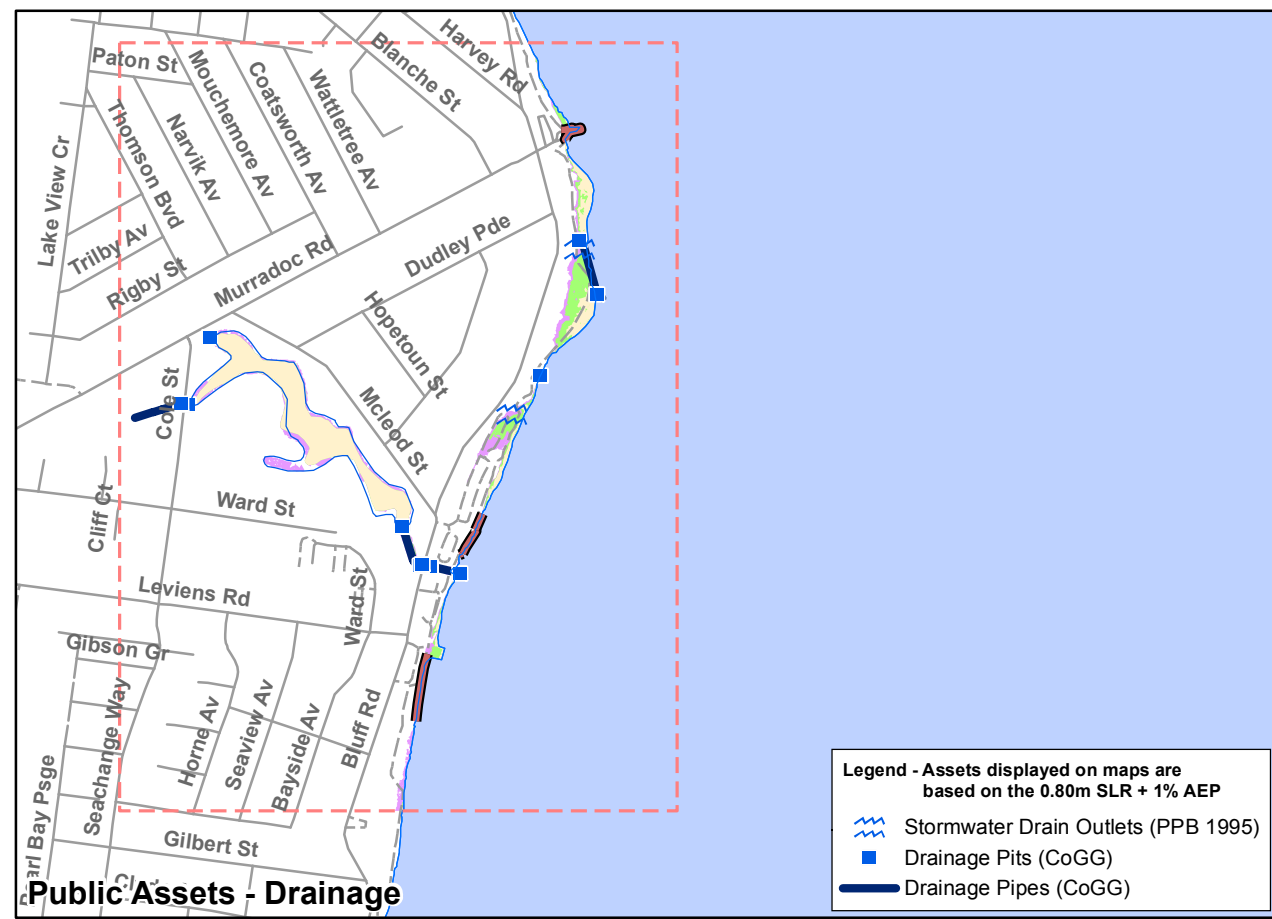 Harvey Rd
Blanche St
Paton St
Mouchemore Av
Coatsworth Av
Wattletree Av
Thomson Bvd
Narvik Av
Lake View Cr
Trilby Av
Rigby St
Murradoc Rd
Dudley Pde
Hopetoun St
Mcleod St
Cove St
Cliff Ct
Ward St
Leviens Rd
Ward St
Gibson Gr
Seachange Way
Horne Av
Seaview Av
Bayside Av
Bluff Rd
Bay Psge
Gilbert St
Public Assets - Drainage
Legend - Assets displayed on maps are
based on the 0.80m SLR + 1% AEP
Stormwater Drain Outlets (PPB 1995)
Drainage Pits (CoGG)
Drainage Pipes (CoGG)